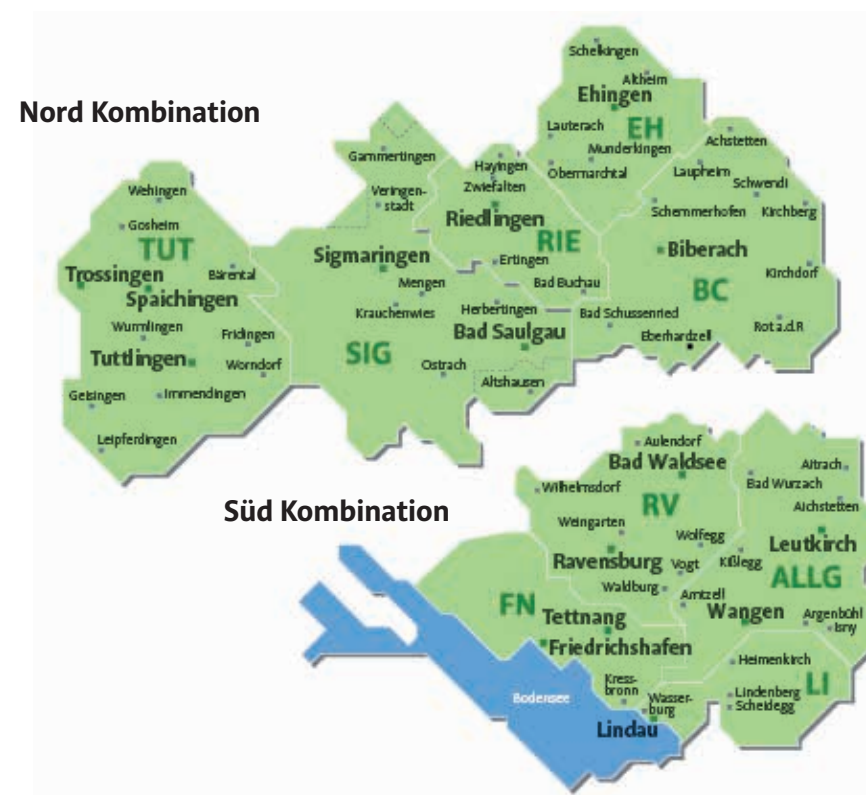 Nord Kombination
Schelkingen
Altheim
Ehingen
EH
Lauterach
Munderkingen
Obermarchtal
Achstetten
Laupheim
Schwendi
Schemmerhofen
Kirchberg
Biberach
Kirchdorf
BC
Bad Schussenried
Eberhardzell
Rot a.d.R
Gammertingen
Veringen-
stadt
Hayingen
Zwiefalten
Riedlingen
RIE
Ertingen
Bad Buchau
Sigmaringen
Mengen
Krauchenwies
Herbertingen
Bad Saulgau
SIG
Ostrach
Altshausen
Wehingen
Gosheim
TUT
Trossingen
Bärental
Spaichingen
Wurmlingen
Fridingen
Tuttlingen
Worndorf
Geisingen
Immendingen
Leipferdingen
Süd Kombination
Aulendorf
Bad Waldsee
Wilhelmsdorf
RV
Weingarten
Wolfegg
Ravensburg
Vogt
Waldburg
Aitrach
Bad Wurzach
Aichstetten
Leutkirch
Kißlegg
ALLG
Amtzell
Wangen
Argenbühl
Isny
FN
Tettnang
Friedrichshafen
Kress-
bronn
Wasser-
burg
Bodensee
Lindau
Heimenkirch
LI
Lindenberg
Scheidegg